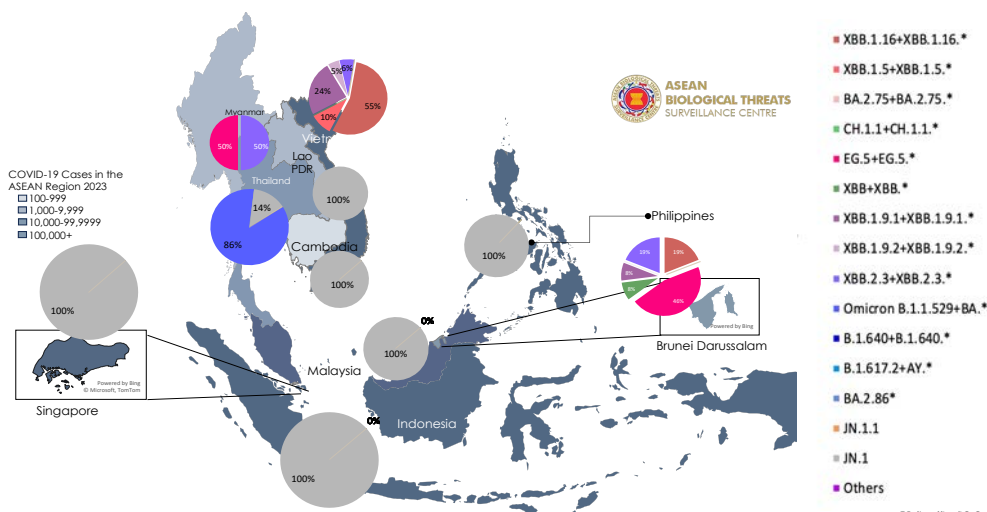 ASEAN
BIOLOGICAL THREATS
SURVEILLANCE CENTRE
COVID-19 Cases in the
ASEAN Region 2023
100-999
1,000-9,999
10,000-99,9999
100,000+
Myanmar
50%
50%
5%
6%
24%
10%
55%
Vietn
Lao
PDR
Thailand
100%
14%
86%
Cambodia
100%
100%
Philippines
100%
Powered by Bing
© Microsoft, TomTom
Singapore
Malaysia
0%
100%
19%
19%
8%
8%
46%
Powered by Bing
Brunei Darussalam
0%
100%
Indonesia
XBB.1.16+XBB.1.16.*
XBB.1.5+XBB.1.5.*
BA.2.75+BA.2.75.*
CH.1.1+CH.1.1.*
EG.5+EG.5.*
XBB+XBB.*
XBB.1.9.1+XBB.1.9.1.*
XBB.1.9.2+XBB.1.9.2.*
XBB.2.3+XBB.2.3.*
Omicron B.1.1.529+BA.*
B.1.640+B.1.640.*
B.1.617.2+AY.*
BA.2.86*
JN.1.1
JN.1
Others